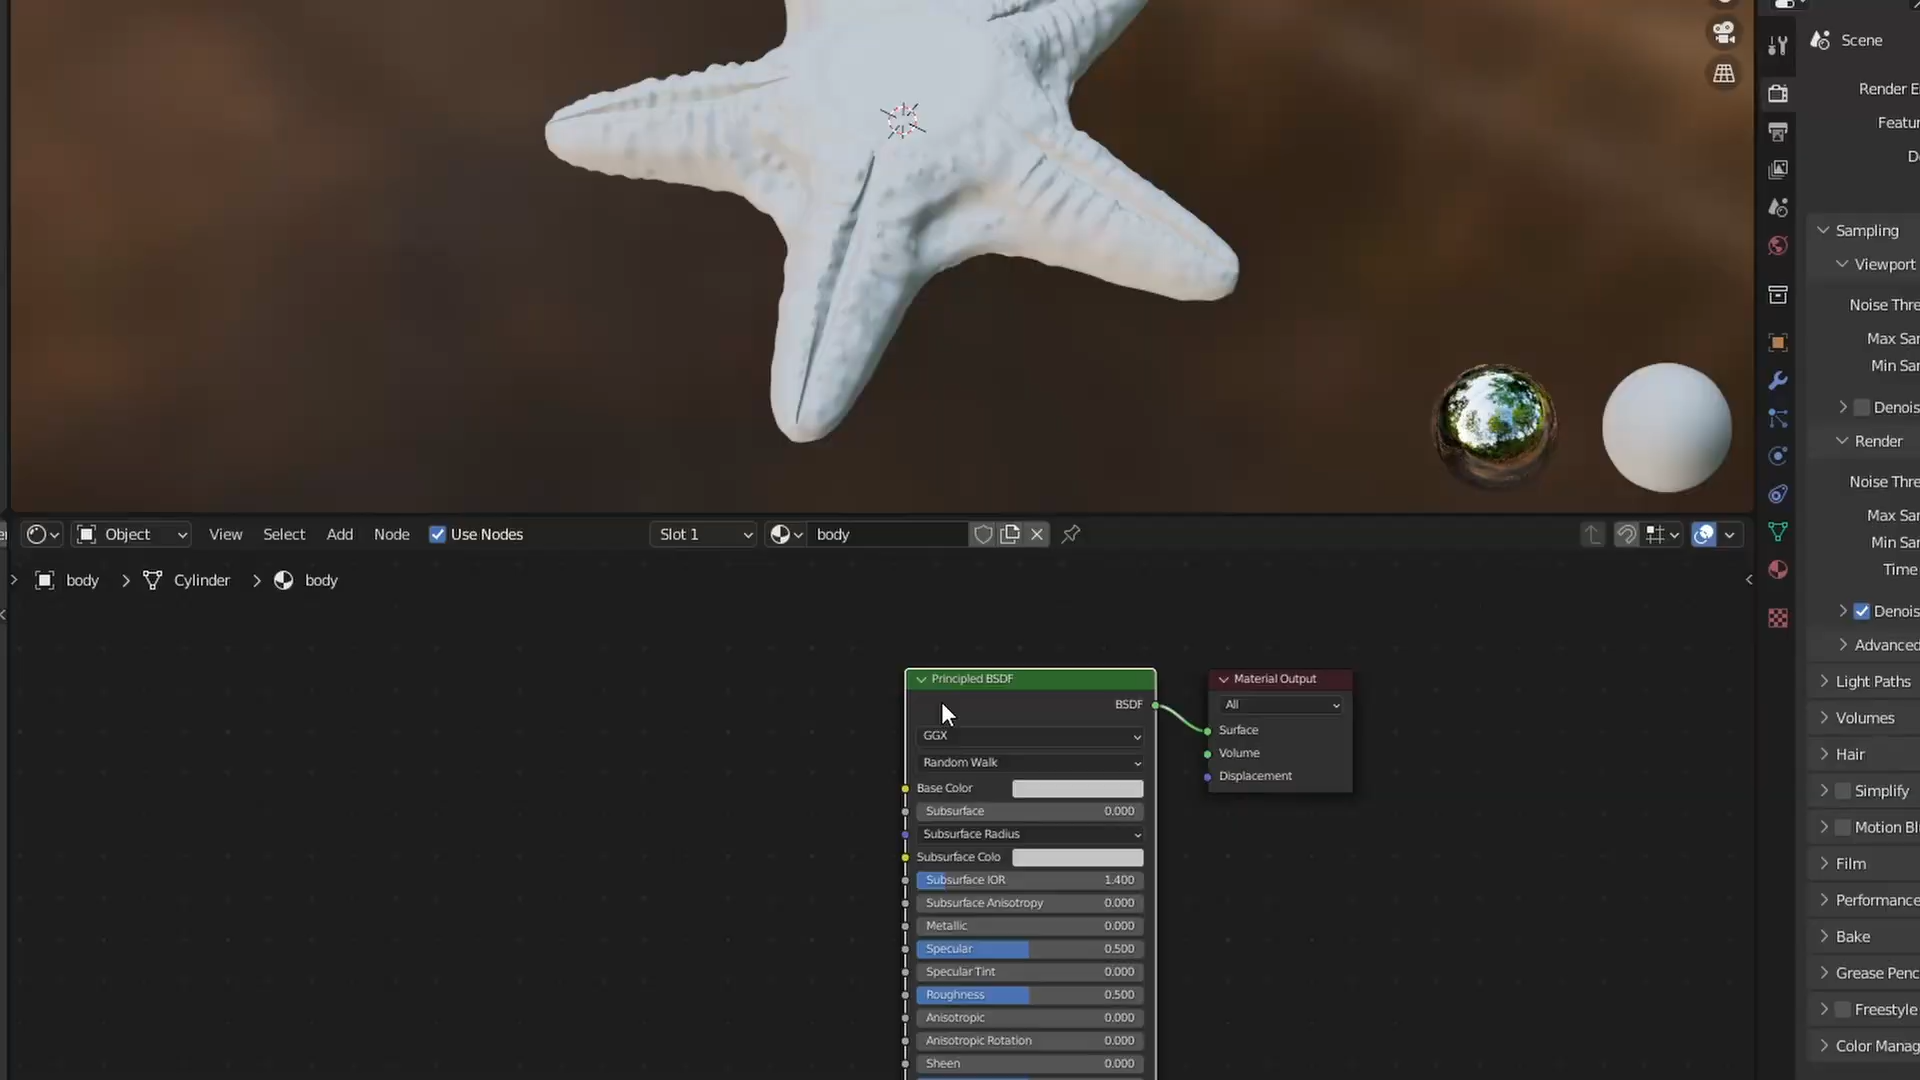 Scene
Render E
Featu
De
Sampling
Viewport
Noise Thre
Max Sar
Min Sar
Denois
Render
Noise Thre
Max Sar
Min Sar
Time
Denois
Advanced
Light Paths
Volumes
Hair
Simplify
Motion Bl
Film
Performance
Bake
Grease Penc
Freestyle
Color Manag
Object View Select Add Node Use Nodes Slot 1 body
body Cylinder body
Principled BSDF
BSDF
GGX
Random Walk
Base Color
Subsurface 0.000
Subsurface Radius
Subsurface Colo
Subsurface IOR 1.400
Subsurface Anisotropy 0.000
Metallic 0.000
Specular 0.500
Specular Tint 0.000
Roughness 0.500
Anisotropic 0.000
Anisotropic Rotation 0.000
Sheen 0.000
Material Output
All
Surface
Volume
Displacement